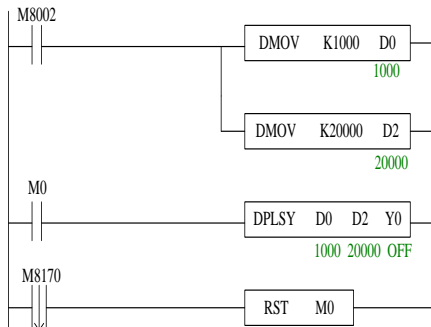 M8002
DMOV K1000 D0
1000
DMOV K20000 D2
20000
M0
DPLSY D0 D2 Y0
1000 20000 OFF
M8170
RST M0